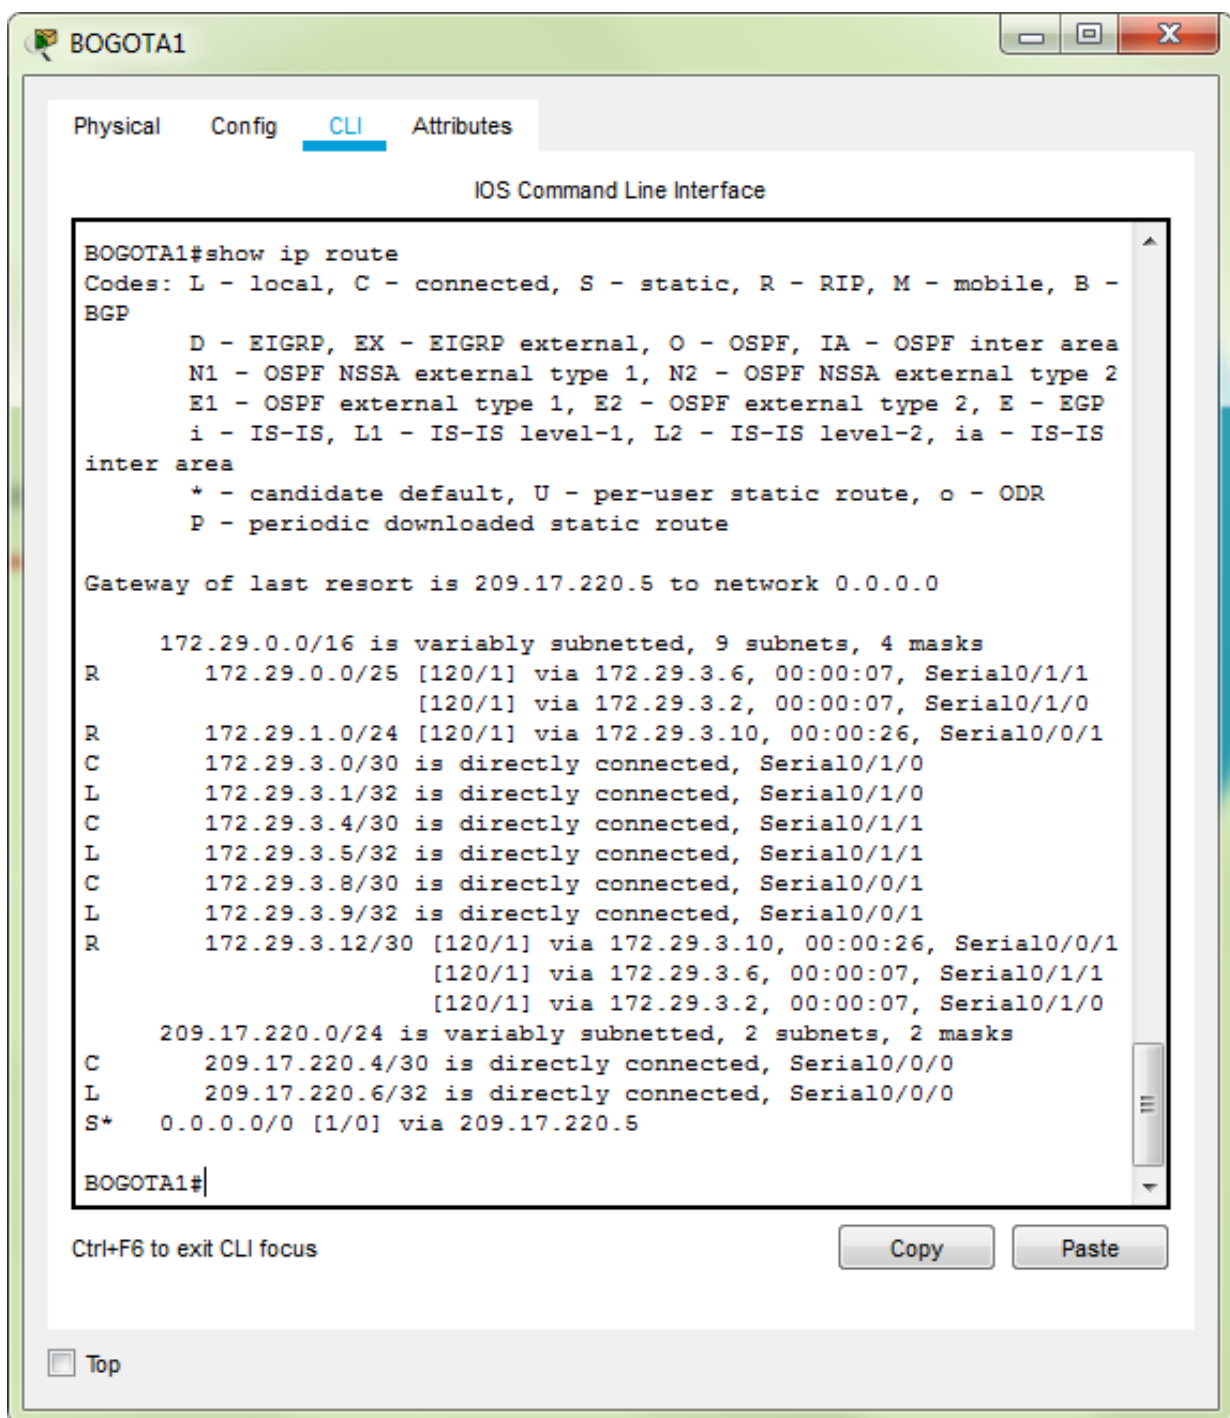 BOGOTA1
Physical Config CLI Attributes
IOS Command Line Interface
BOGOTA1#show ip route
Codes: L - local, C - connected, S - static, R - RIP, M - mobile, B -
BGP
       D - EIGRP, EX - EIGRP external, O - OSPF, IA - OSPF inter area
       N1 - OSPF NSSA external type 1, N2 - OSPF NSSA external type 2
       E1 - OSPF external type 1, E2 - OSPF external type 2, E - EGP
       i - IS-IS, L1 - IS-IS level-1, L2 - IS-IS level-2, ia - IS-IS
inter area
       * - candidate default, U - per-user static route, o - ODR
       P - periodic downloaded static route
Gateway of last resort is 209.17.220.5 to network 0.0.0.0
     172.29.0.0/16 is variably subnetted, 9 subnets, 4 masks
R       172.29.0.0/25 [120/1] via 172.29.3.6, 00:00:07, Serial0/1/1
                      [120/1] via 172.29.3.2, 00:00:07, Serial0/1/0
R       172.29.1.0/24 [120/1] via 172.29.3.10, 00:00:26, Serial0/0/1
C       172.29.3.0/30 is directly connected, Serial0/1/0
L       172.29.3.1/32 is directly connected, Serial0/1/0
C       172.29.3.4/30 is directly connected, Serial0/1/1
L       172.29.3.5/32 is directly connected, Serial0/1/1
C       172.29.3.8/30 is directly connected, Serial0/0/1
L       172.29.3.9/32 is directly connected, Serial0/0/1
R       172.29.3.12/30 [120/1] via 172.29.3.10, 00:00:26, Serial0/0/1
                       [120/1] via 172.29.3.6, 00:00:07, Serial0/1/1
                       [120/1] via 172.29.3.2, 00:00:07, Serial0/1/0
     209.17.220.0/24 is variably subnetted, 2 subnets, 2 masks
C       209.17.220.4/30 is directly connected, Serial0/0/0
L       209.17.220.6/32 is directly connected, Serial0/0/0
S*   0.0.0.0/0 [1/0] via 209.17.220.5
BOGOTA1#
Ctrl+F6 to exit CLI focus Copy Paste
Top